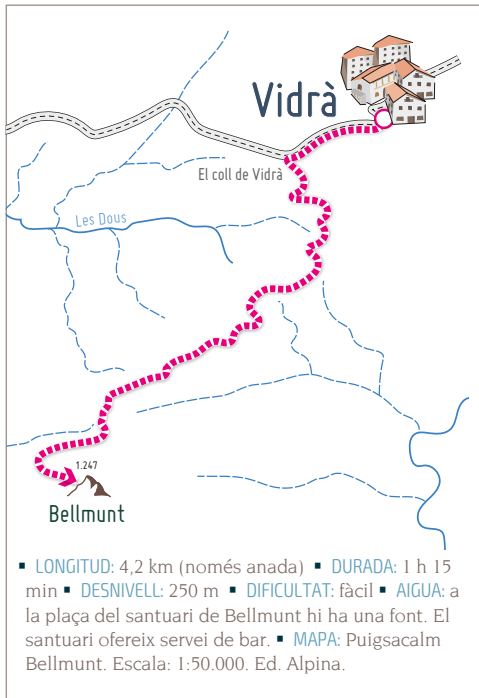 Vidrà
El coll de Vidrà
Les Dous
1.247
Bellmunt
▪ LONGITUD: 4,2 km (només anada) ▪ DURADA: 1 h 15
min ▪ DESNIVELL: 250 m ▪ DIFICULTAT: fàcil ▪ AIGUA: a
la plaça del santuari de Bellmunt hi ha una font. El
santuari ofereix servei de bar. ▪ MAPA: Puigsacalm
Bellmunt. Escala: 1:50.000. Ed. Alpina.